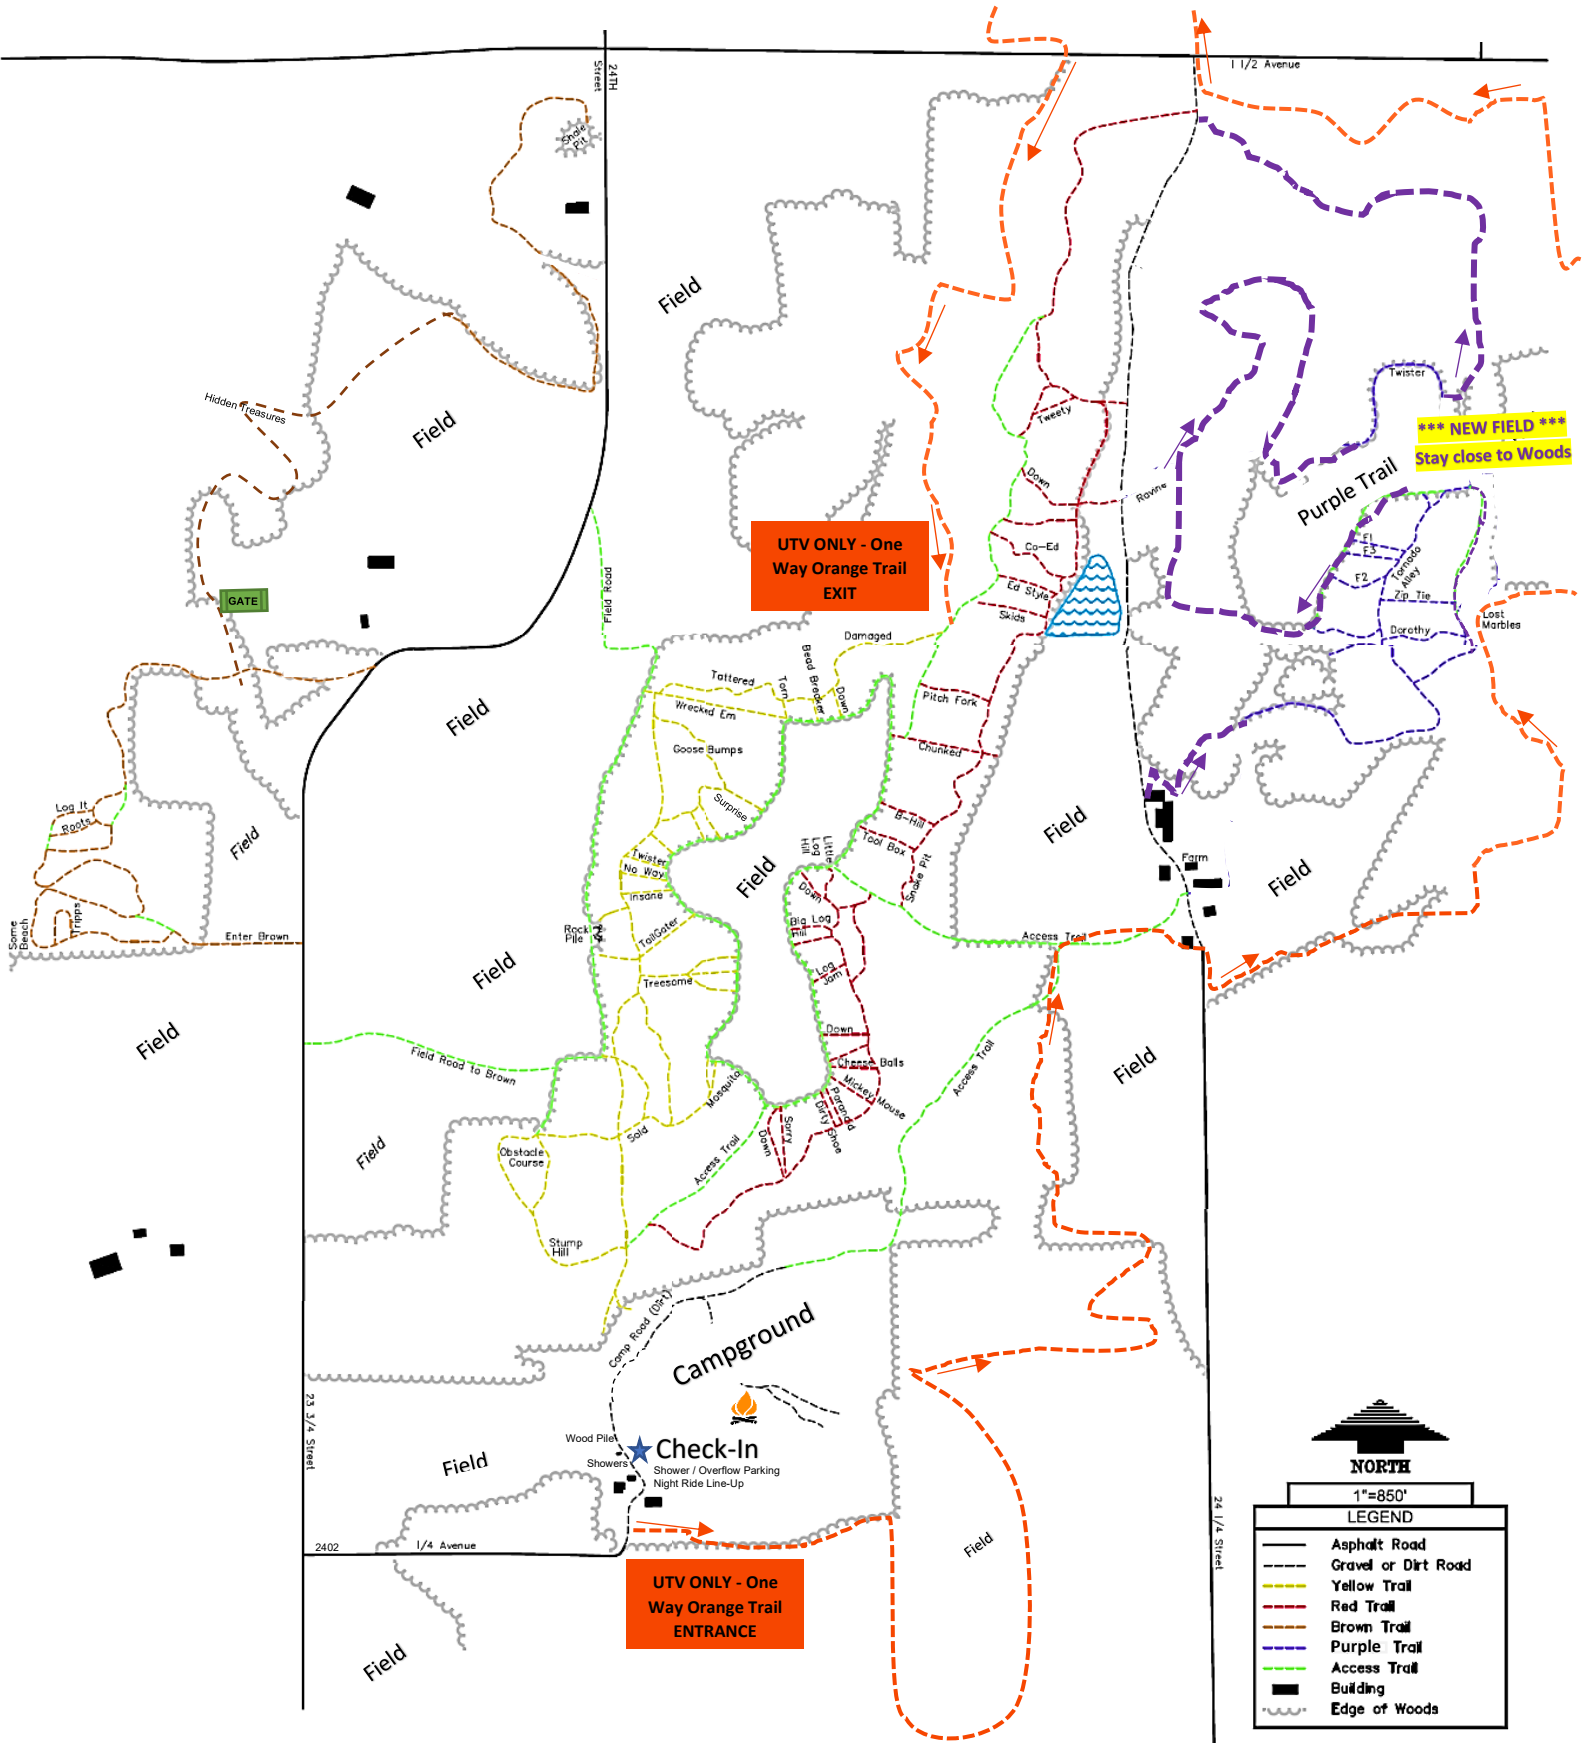 24TH
Street
1 1/2 Avenue
Shale
Pit
Field
Hidden Treasures
Field
Twister
*** NEW FIELD ***
Stay close to Woods
Purple Trail
Tweety
Down
Ravine
UTV ONLY - One
Way Orange Trail
EXIT
Co-Ed
Ed Style
Skids
F1
F3
F2
Tornado
Alley
Zip Tie
Dorothy
Lost
Marbles
GATE
Field Road
Damaged
Tattered
Torn
Bead Breaker
Down
Wrecked Em
Goose Bumps
Surprise
Pitch Fork
Chunked
Field
Log It
Roots
Field
Twister
No Way
Insane
Field
Little
Log
Hill
B-Hill
Tool Box
Snake Pit
Field
Farm
Field
Some
Beach
Tripps
Enter Brown
Rock
Pile
TailGater
Treesome
Down
Big Log
Hill
Log
Jam
Access Trail
Field
Field
Field Road to Brown
Down
Cheese Balls
Mickey Mouse
Paranoid
Dirty Shoe
Sorry
Down
Mosquito
Access Trail
Field
Field
Sold
Obstacle
Course
Access Trail
Stump
Hill
Camp Road (Dirt)
Campground
23 3/4 Street
Field
Wood Pile
Showers
Check-In
Shower / Overflow Parking
Night Ride Line-Up
2402
1/4 Avenue
UTV ONLY - One
Way Orange Trail
ENTRANCE
Field
Field
24 1/4 Street
NORTH
1"=850'
LEGEND
Asphalt Road
Gravel or Dirt Road
Yellow Trail
Red Trail
Brown Trail
Purple Trail
Access Trail
Building
Edge of Woods